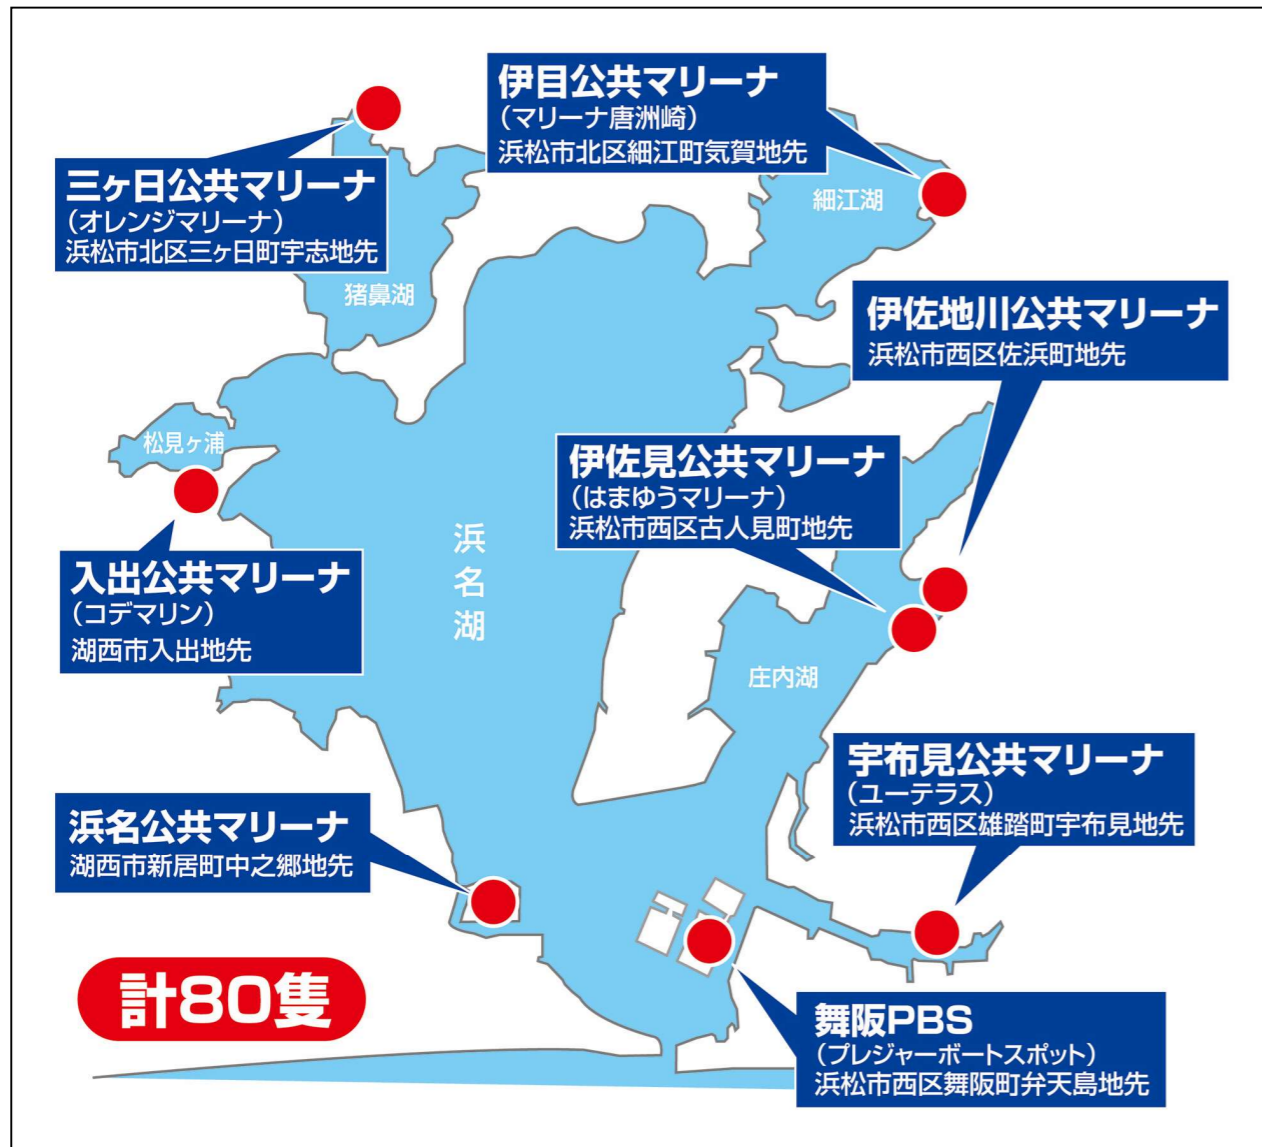 伊目公共マリーナ
（マリーナ唐洲崎）
浜松市北区細江町気賀地先
三ヶ日公共マリーナ
（オレンジマリーナ）
浜松市北区三ヶ日町宇志地先
細江湖
猪鼻湖
伊佐地川公共マリーナ
浜松市西区佐浜町地先
松見ヶ浦
伊佐見公共マリーナ
（はまゆうマリーナ）
浜松市西区古人見町地先
浜名湖
入出公共マリーナ
（コデマリン）
湖西市入出地先
庄内湖
宇布見公共マリーナ
（ユーテラス）
浜松市西区雄踏町宇布見地先
浜名公共マリーナ
湖西市新居町中之郷地先
計80隻
舞阪PBS
（プレジャーボートスポット）
浜松市西区舞阪町弁天島地先